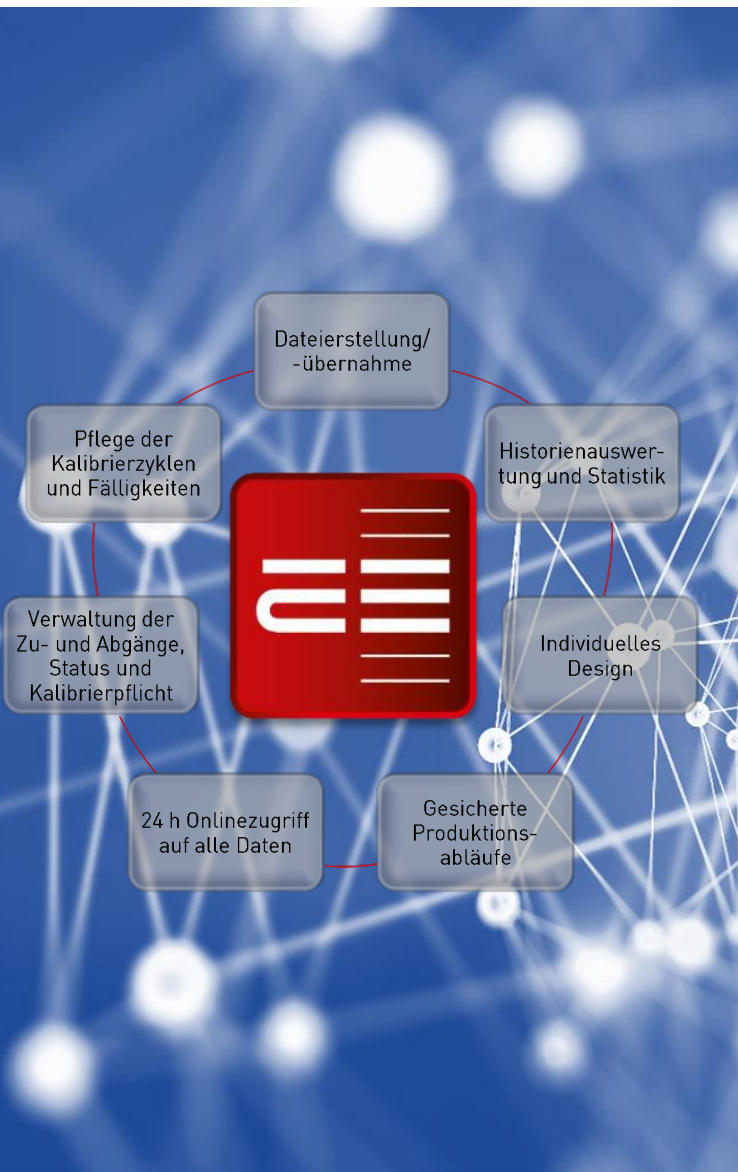 Dateierstellung/
-übernahme
Historienauswer-
tung und Statistik
Individuelles
Design
Gesicherte
Produktions-
abläufe
24 h Onlinezugriff
auf alle Daten
Verwaltung der
Zu- und Abgänge,
Status und
Kalibrierpflicht
Pflege der
Kalibrierzyklen
und Fälligkeiten